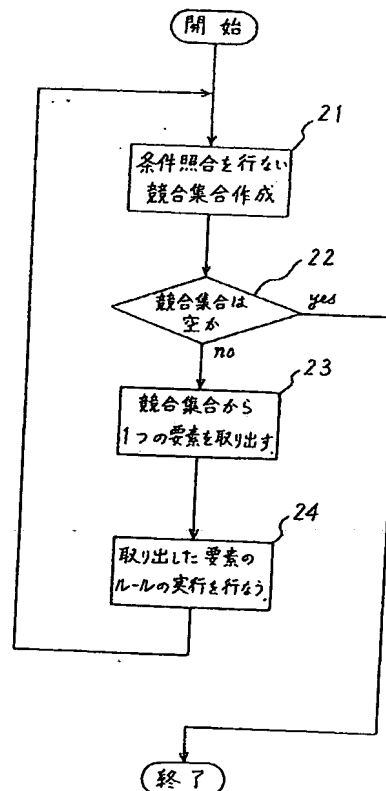 開始
21
条件照合を行ない
競合集合作成
22
競合集合は
空か
yes
no
23
競合集合から
1つの要素を取り出す.
24
取り出した要素の
ルールの実行を行なう.
終了